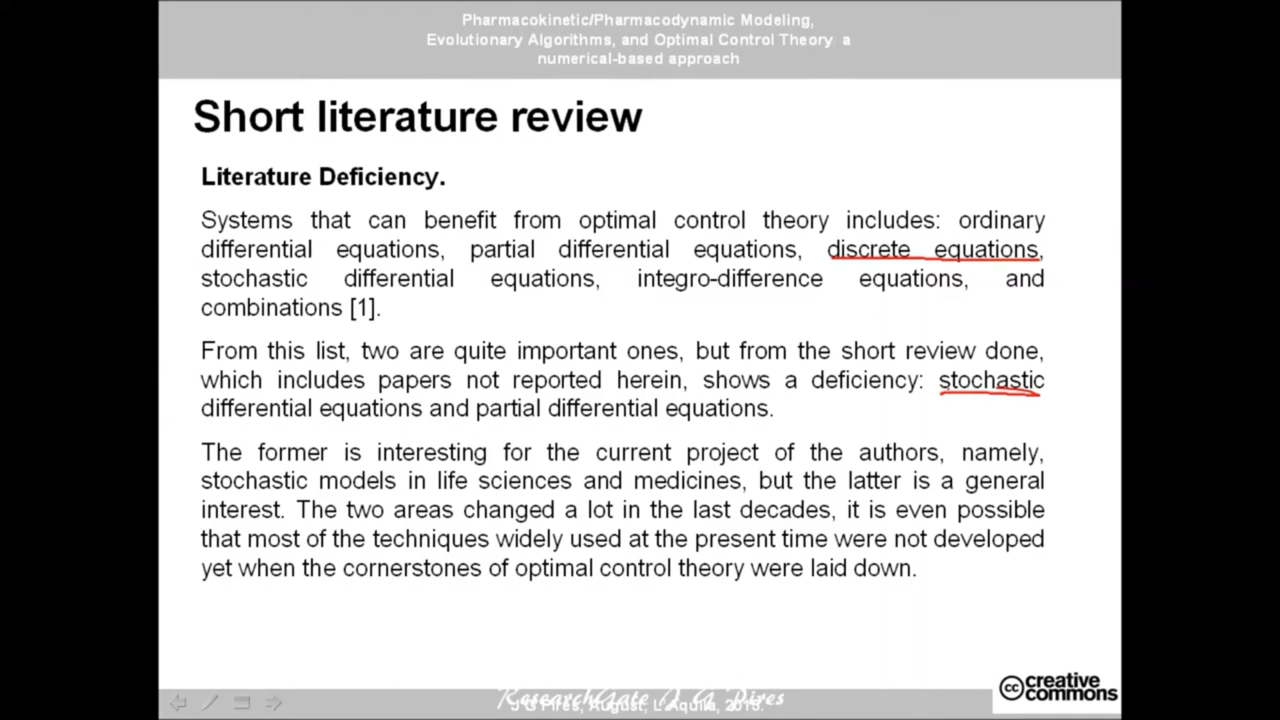 Pharmacokinetic/Pharmacodynamic Modeling,
Evolutionary Algorithms, and Optimal Control Theory: a
numerical-based approach
Short literature review
Literature Deficiency.
Systems that can benefit from optimal control theory includes: ordinary
differential equations, partial differential equations, discrete equations,
stochastic differential equations, integro-difference equations, and
combinations [1].
From this list, two are quite important ones, but from the short review done,
which includes papers not reported herein, shows a deficiency: stochastic
differential equations and partial differential equations.
The former is interesting for the current project of the authors, namely,
stochastic models in life sciences and medicines, but the latter is a general
interest. The two areas changed a lot in the last decades, it is even possible
that most of the techniques widely used at the present time were not developed
yet when the cornerstones of optimal control theory were laid down.
ResearchGate J. G. Pires
J G Pires, August, L'Aquila,
cc creative
commons